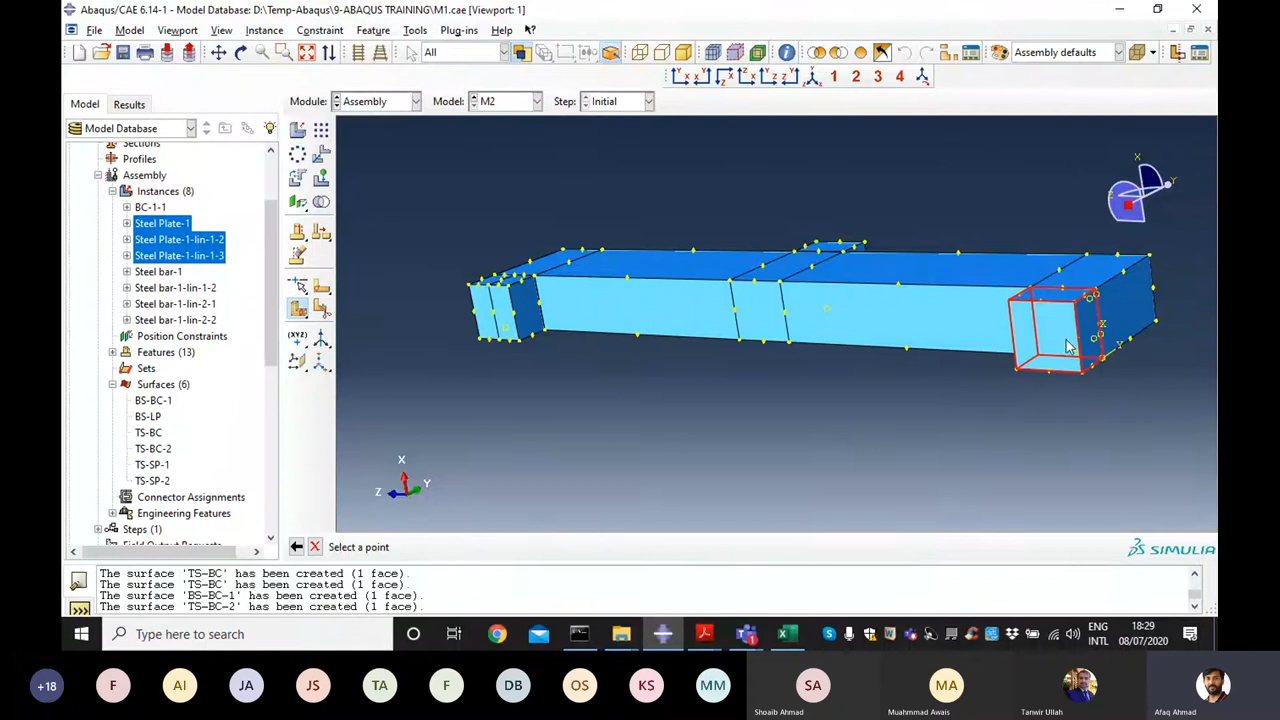 Abaqus/CAE 6.14-1 - Model Database: D:\Temp-Abaqus\9-ABAQUS TRAINING\M1.cae [Viewport: 1]
File Model Viewport View Instance Constraint Feature Tools Plug-ins Help
All Assembly defaults
1 2 3 4
Model Results Module: Assembly Model: M2 Step: Initial
Model Database
Sections
Profiles
Assembly
Instances (8)
BC-1-1
Steel Plate-1
Steel Plate-1-lin-1-2
Steel Plate-1-lin-1-3
Steel bar-1
Steel bar-1-lin-1-2
Steel bar-1-lin-2-1
Steel bar-1-lin-2-2
Position Constraints
Features (13)
Sets
Surfaces (6)
BS-BC-1
BS-LP
TS-BC
TS-BC-2
TS-SP-1
TS-SP-2
Connector Assignments
Engineering Features
Steps (1)
Field Output Requests
X
Y
X
Y
X
Y
Z
Select a point
SIMULIA
The surface 'TS-BC' has been created (1 face).
The surface 'TS-BC' has been created (1 face).
The surface 'BS-BC-1' has been created (1 face).
The surface 'TS-BC-2' has been created (1 face).
Type here to search
ENG
INTL
18:29
08/07/2020
+18 F AI JA JS TA F DB OS KS MM SA MA
Shoaib Ahmad Muahmmad Awais Tanwir Ullah Afaq Ahmad